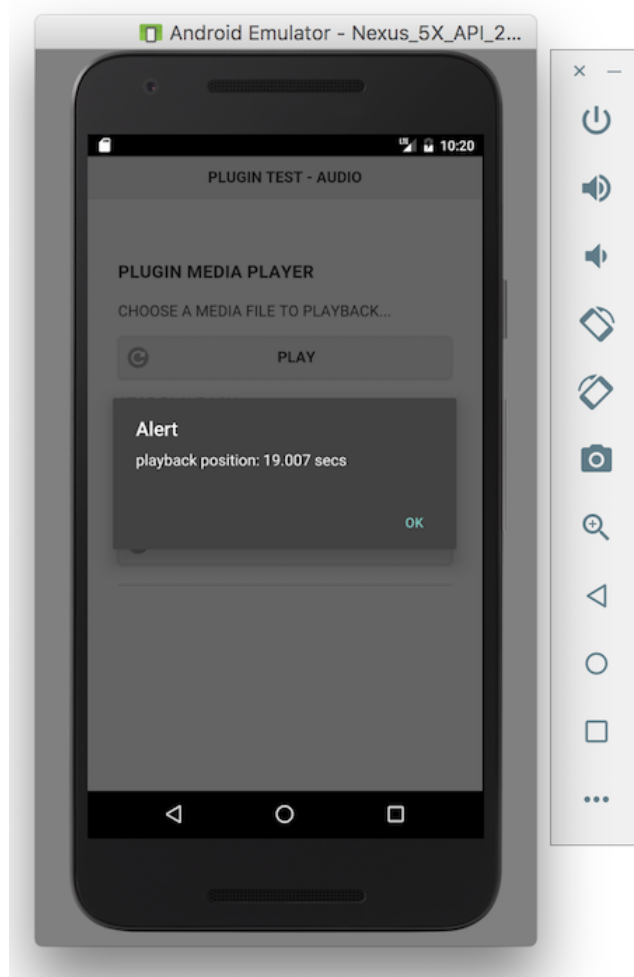 Android Emulator - Nexus_5X_API_2...
LTE 10:20
PLUGIN TEST - AUDIO
PLUGIN MEDIA PLAYER
CHOOSE A MEDIA FILE TO PLAYBACK...
PLAY
Alert
playback position: 19.007 secs
OK